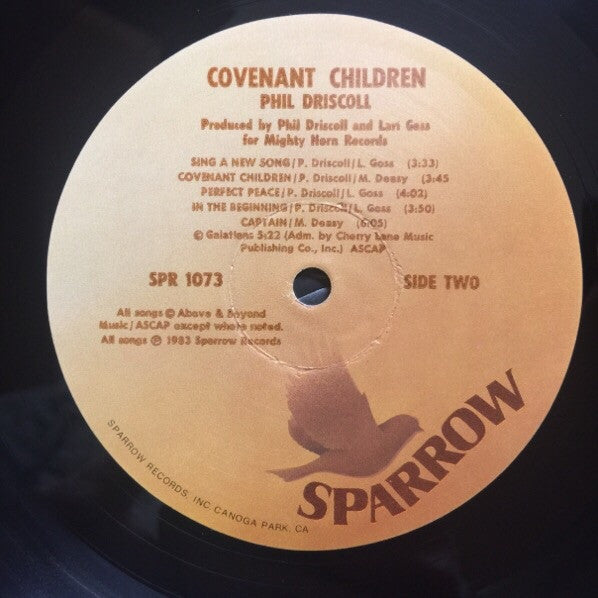 COVENANT CHILDREN
PHIL DRISCOLL
Produced by Phil Driscoll and Lari Goss
for Mighty Horn Records
SING A NEW SONG/P. Driscoll/L. Goss (3:33)
COVENANT CHILDREN/P. Driscoll/M. Deasy (3:45
PERFECT PEACE/P. Driscoll/L. Goss (4:02)
IN THE BEGINNING/P. Driscoll/L. Goss (3:50)
CAPTAIN/M. Deasy (6:05)
© Galatians 5:22 (Adm. by Cherry Lane Music
Publishing Co., Inc.) ASCAP
SPR 1073
SIDE TWO
All songs © Above & Beyond
Music/ASCAP except where noted.
All songs ℗ 1983 Sparrow Records
SPARROW RECORDS, INC. CANOGA PARK, CA
SPARROW